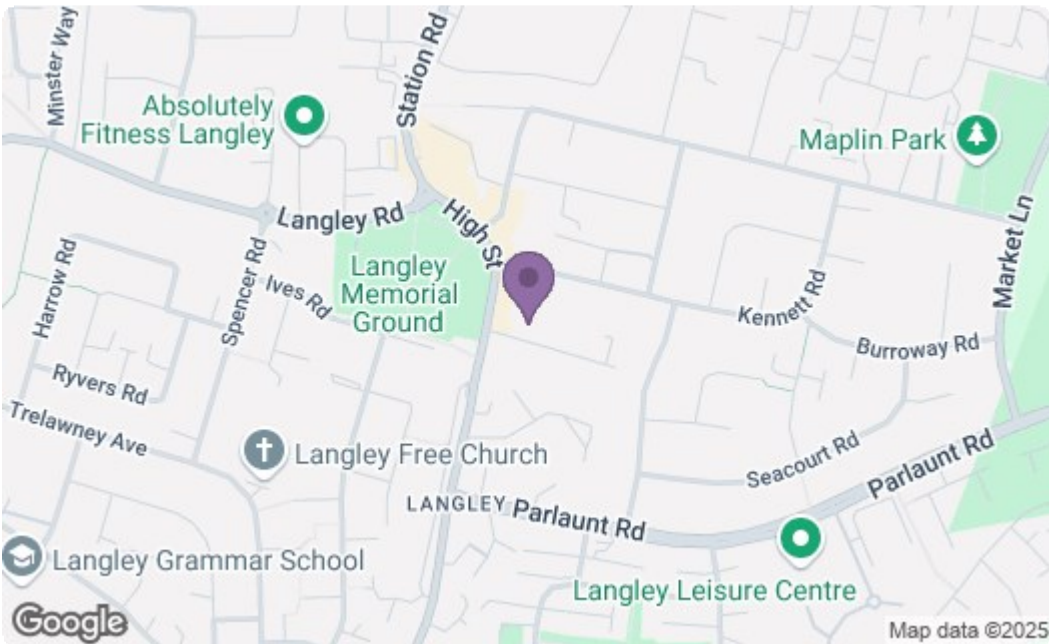 Minster Way
Station Rd
Absolutely
Fitness Langley
Maplin Park
Langley Rd
High St
Market Ln
Harrow Rd
Spencer Rd
Ives Rd
Langley
Memorial
Ground
Kennett Rd
Burroway Rd
Ryvers Rd
Trelawney Ave
Langley Free Church
Seacourt Rd
Parlaunt Rd
LANGLEY
Parlaunt Rd
Langley Grammar School
Langley Leisure Centre
Google
Map data ©2025